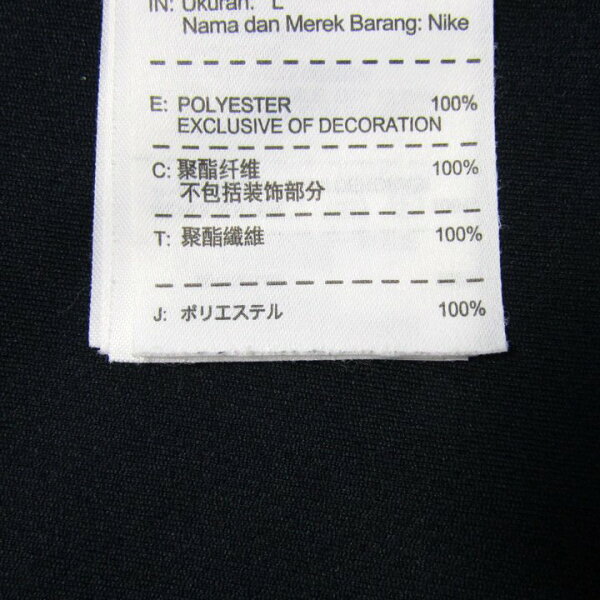 IN: Ukuran: L
Nama dan Merek Barang: Nike
E: POLYESTER 100%
EXCLUSIVE OF DECORATION
C: 聚酯纤维 100%
不包括装饰部分
T: 聚酯纖維 100%
J: ポリエステル 100%